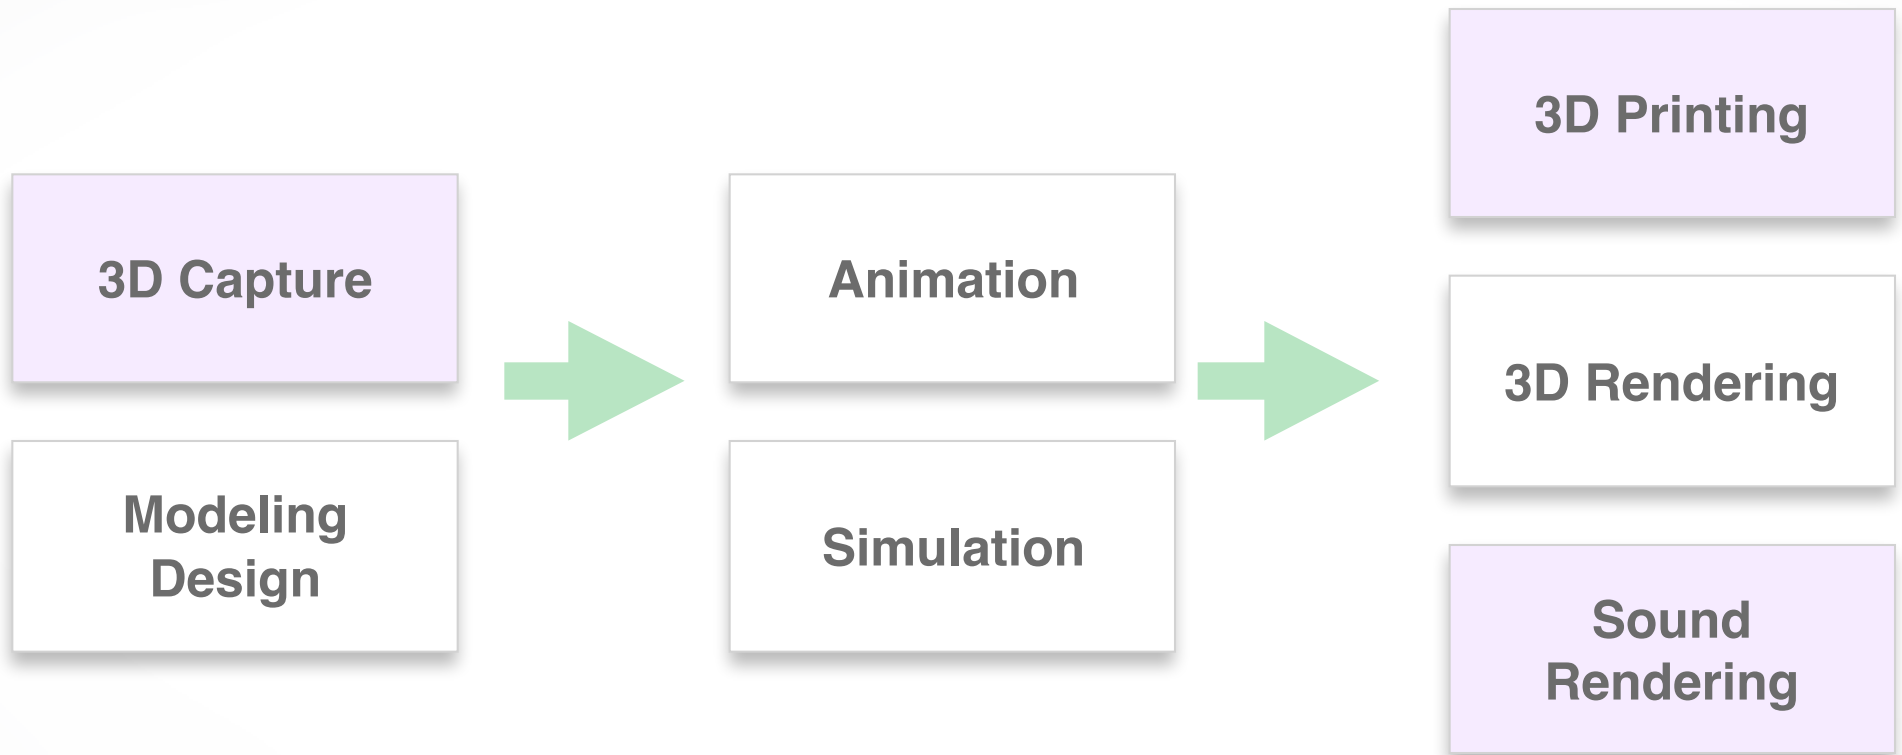 3D Capture
Modeling
Design
Animation
Simulation
3D Printing
3D Rendering
Sound
Rendering